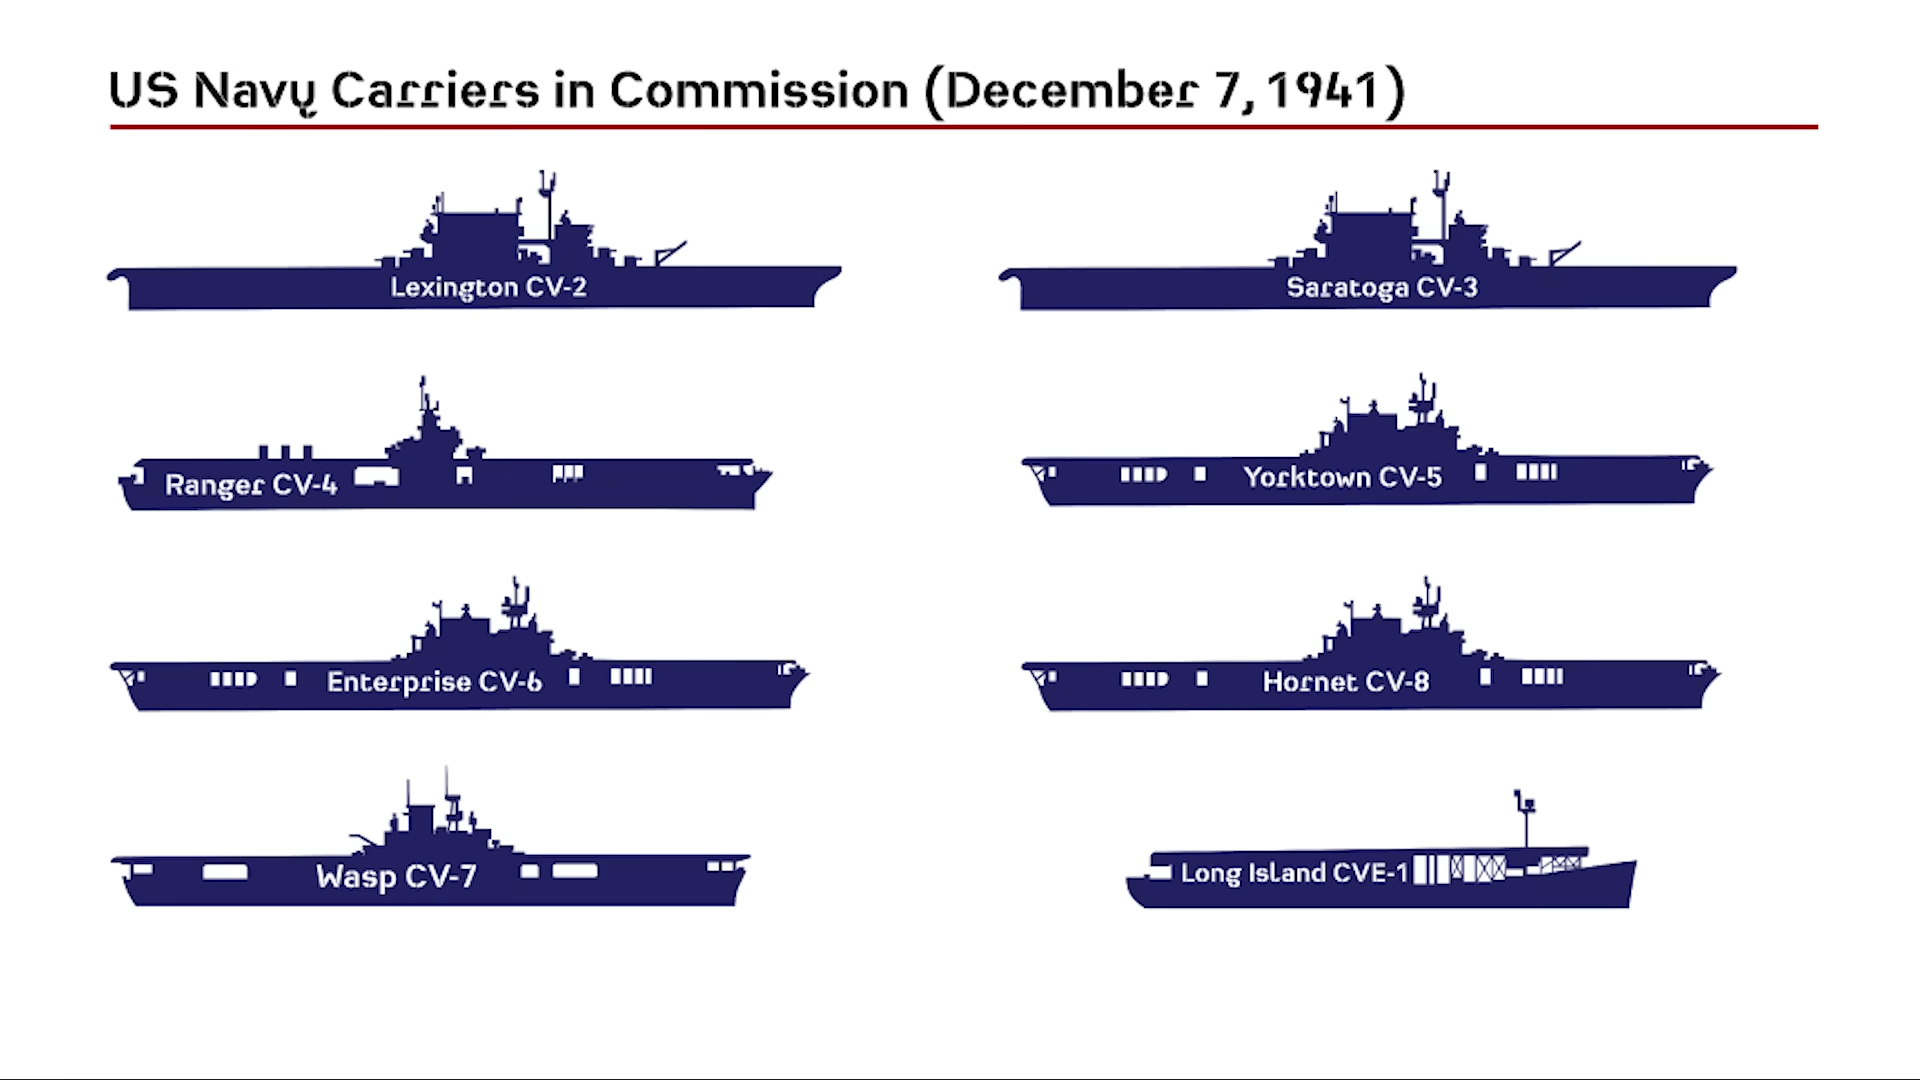 US Navy Carriers in Commission (December 7, 1941)
Lexington CV-2
Saratoga CV-3
Ranger CV-4
Yorktown CV-5
Enterprise CV-6
Hornet CV-8
Wasp CV-7
Long Island CVE-1